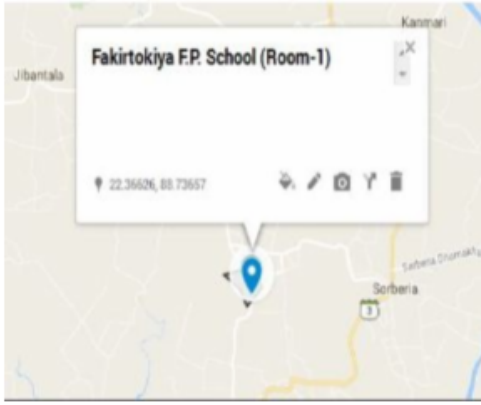 Kanmari
Fakirtokiya F.P. School (Room-1)
Jibantala
22.36626, 88.73657
Sorberia
3